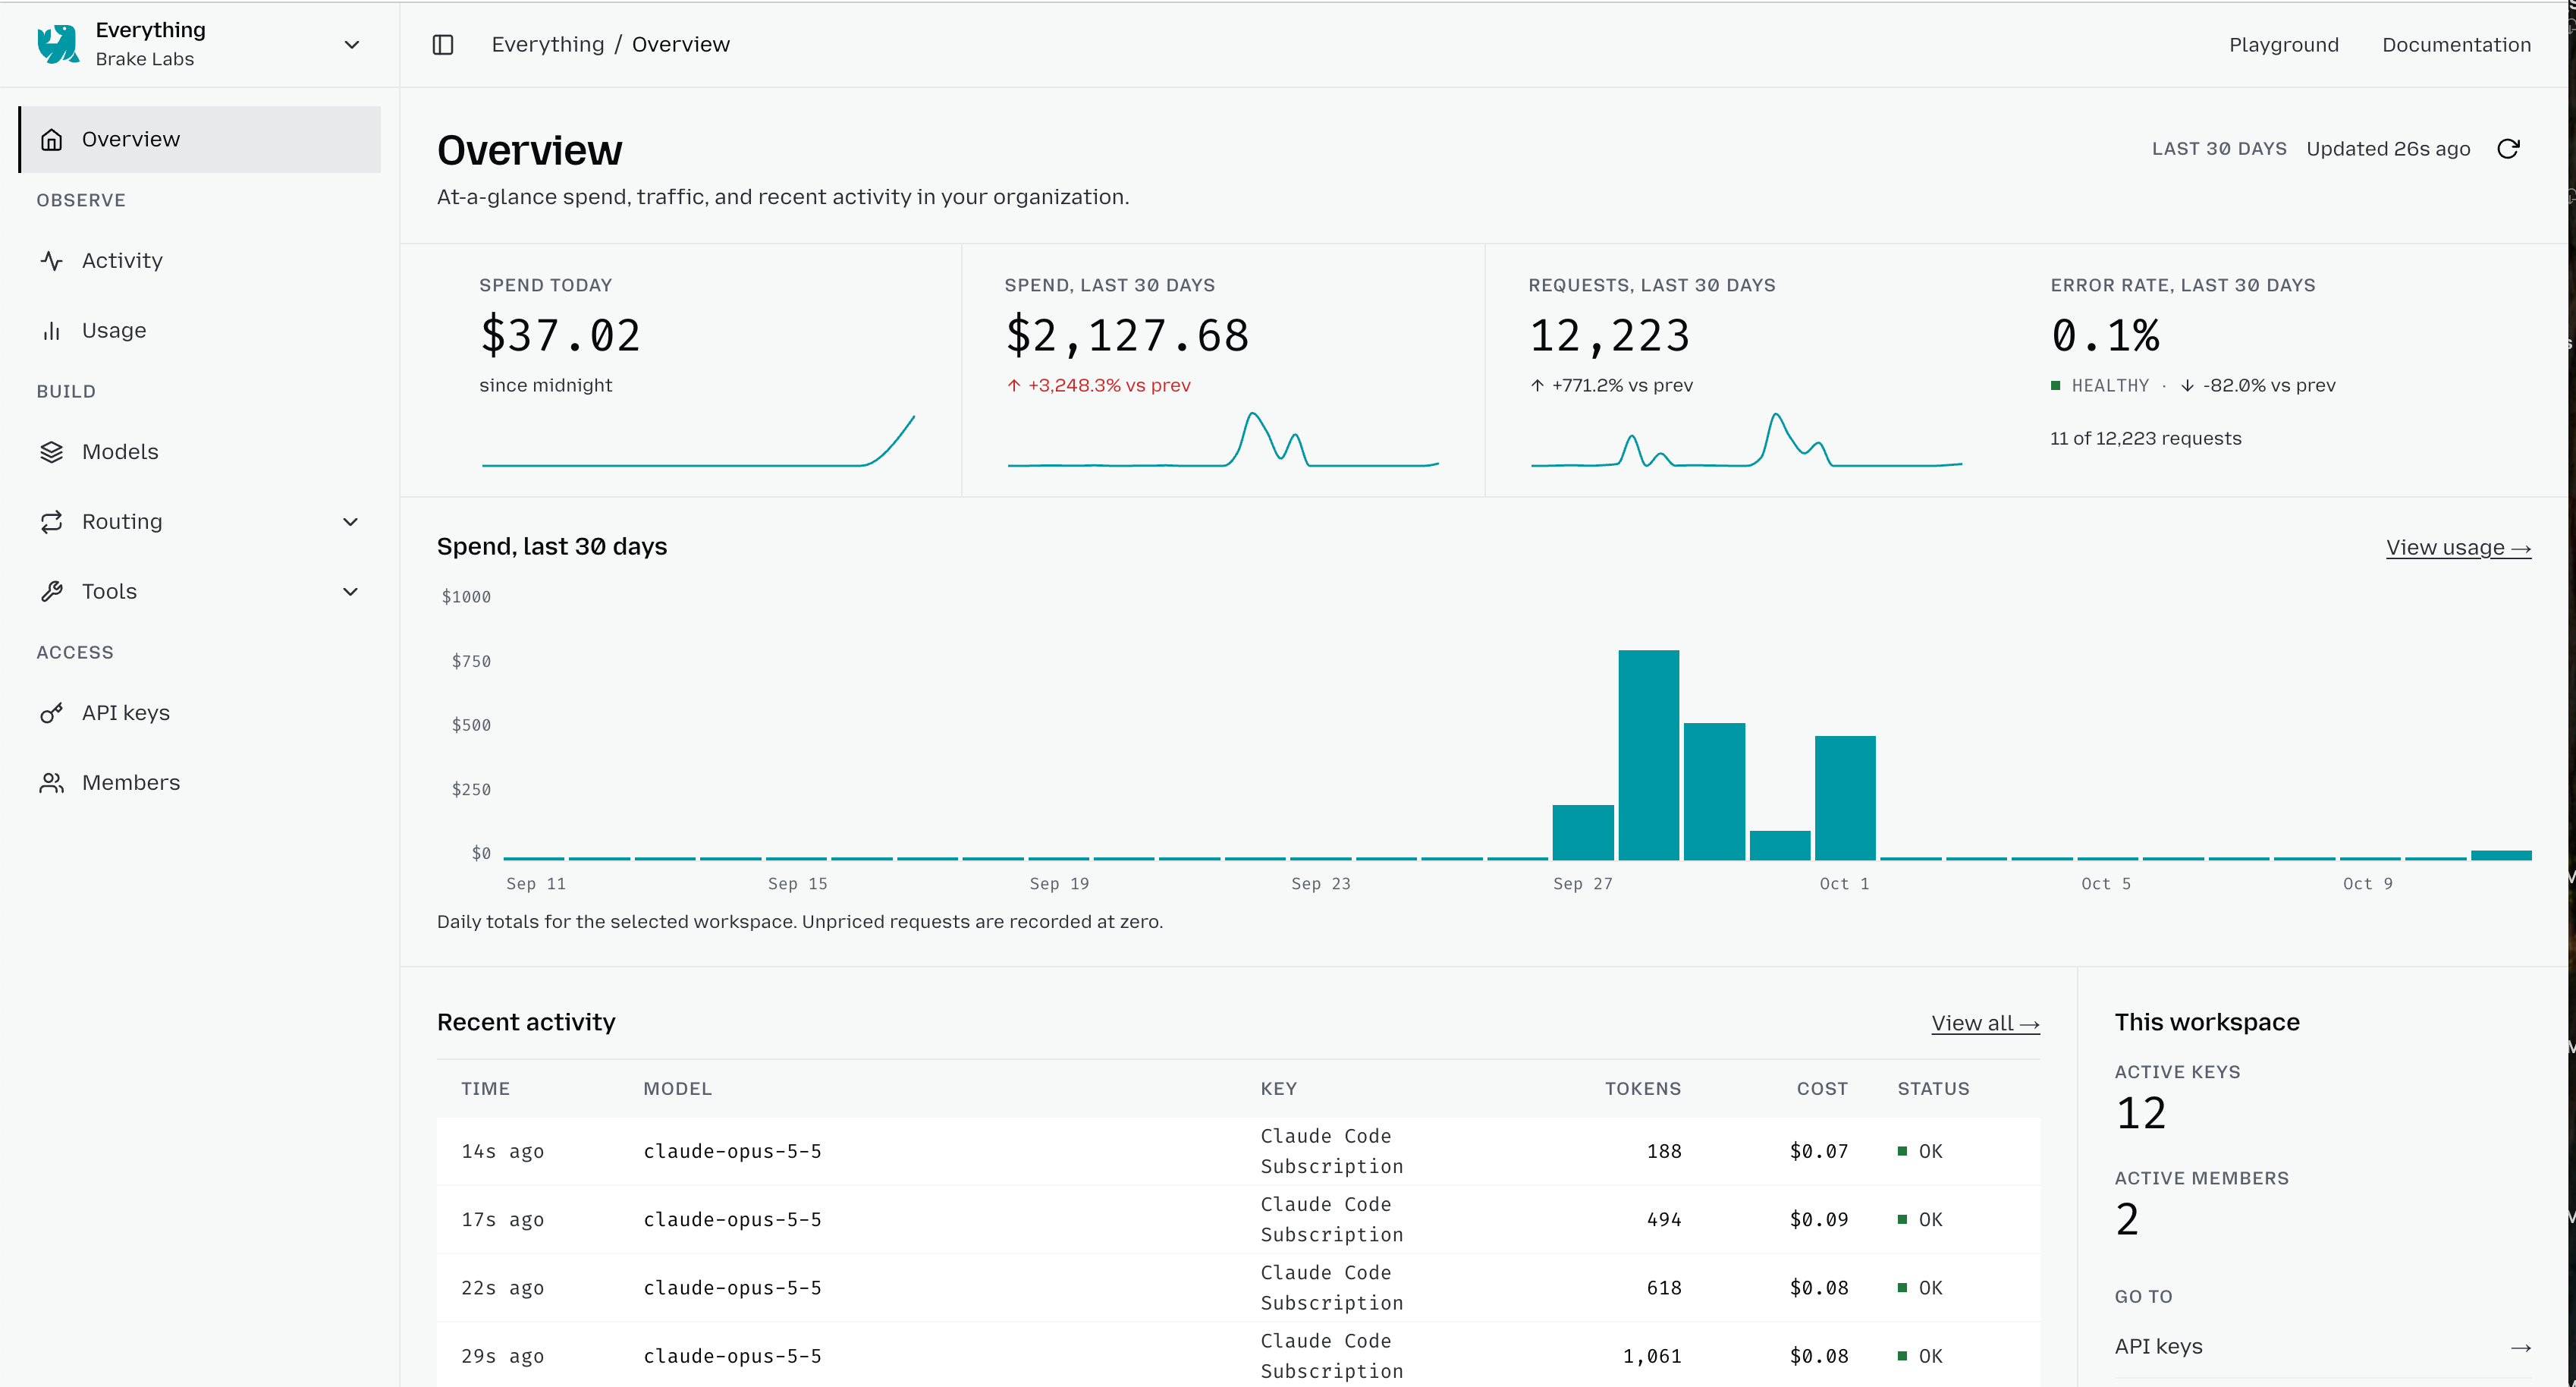 Everything
Brake Labs
Everything / Overview
Playground
Documentation
Overview
OBSERVE
Activity
Usage
BUILD
Models
Routing
Tools
ACCESS
API keys
Members
Overview
LAST 30 DAYS Updated 26s ago
At-a-glance spend, traffic, and recent activity in your organization.
SPEND TODAY
$37.02
since midnight
SPEND, LAST 30 DAYS
$2,127.68
↑ +3,248.3% vs prev
REQUESTS, LAST 30 DAYS
12,223
↑ +771.2% vs prev
ERROR RATE, LAST 30 DAYS
0.1%
HEALTHY · ↓ -82.0% vs prev
11 of 12,223 requests
Spend, last 30 days
View usage →
$1000
$750
$500
$250
$0
Sep 11 Sep 15 Sep 19 Sep 23 Sep 27 Oct 1 Oct 5 Oct 9
Daily totals for the selected workspace. Unpriced requests are recorded at zero.
Recent activity
View all →
TIME MODEL KEY TOKENS COST STATUS
14s ago claude-opus-5-5 Claude Code Subscription 188 $0.07 OK
17s ago claude-opus-5-5 Claude Code Subscription 494 $0.09 OK
22s ago claude-opus-5-5 Claude Code Subscription 618 $0.08 OK
29s ago claude-opus-5-5 Claude Code Subscription 1,061 $0.08 OK
This workspace
ACTIVE KEYS
12
ACTIVE MEMBERS
2
GO TO
API keys →